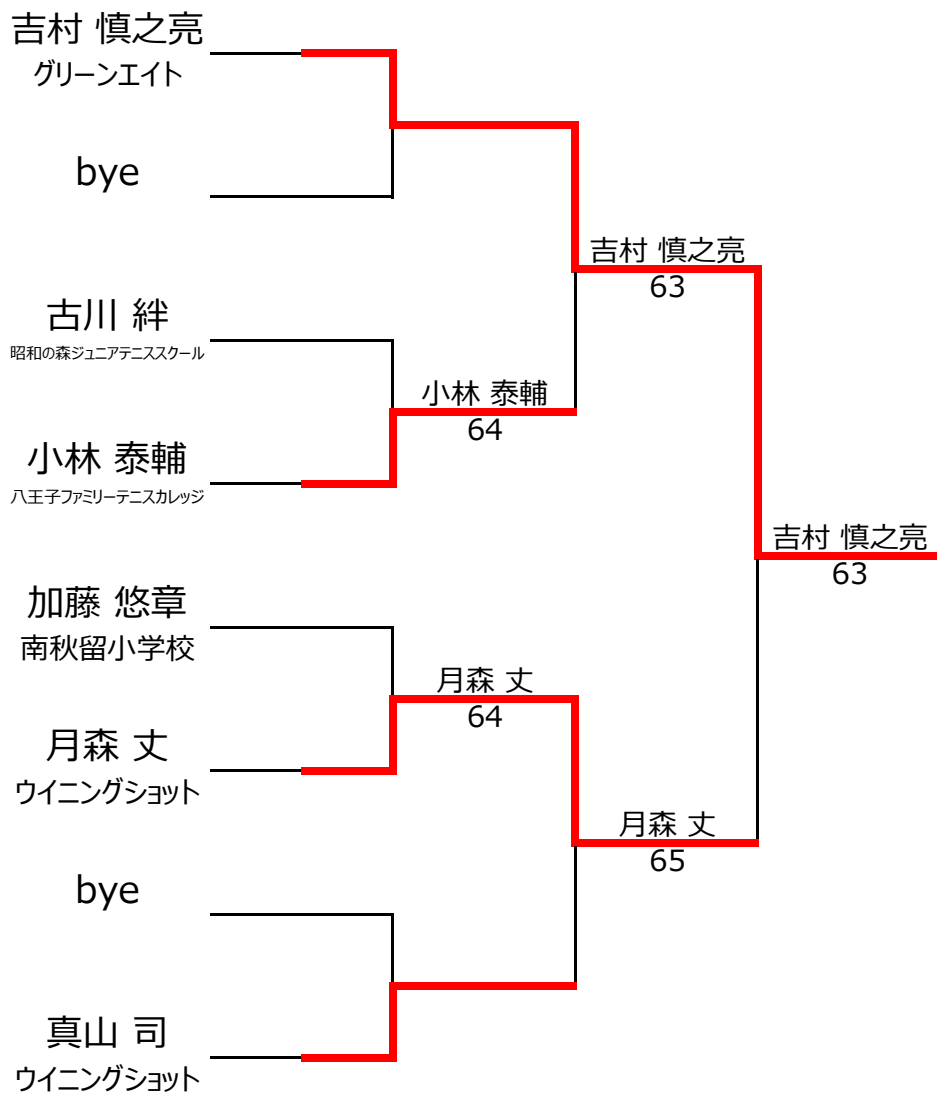 吉村 慎之亮
グリーンエイト
bye
古川 絆
昭和の森ジュニアテニススクール
小林 泰輔
八王子ファミリーテニスカレッジ
加藤 悠章
南秋留小学校
月森 丈
ウイニングショット
bye
真山 司
ウイニングショット
小林 泰輔
64
月森 丈
64
吉村 慎之亮
63
月森 丈
65
吉村 慎之亮
63